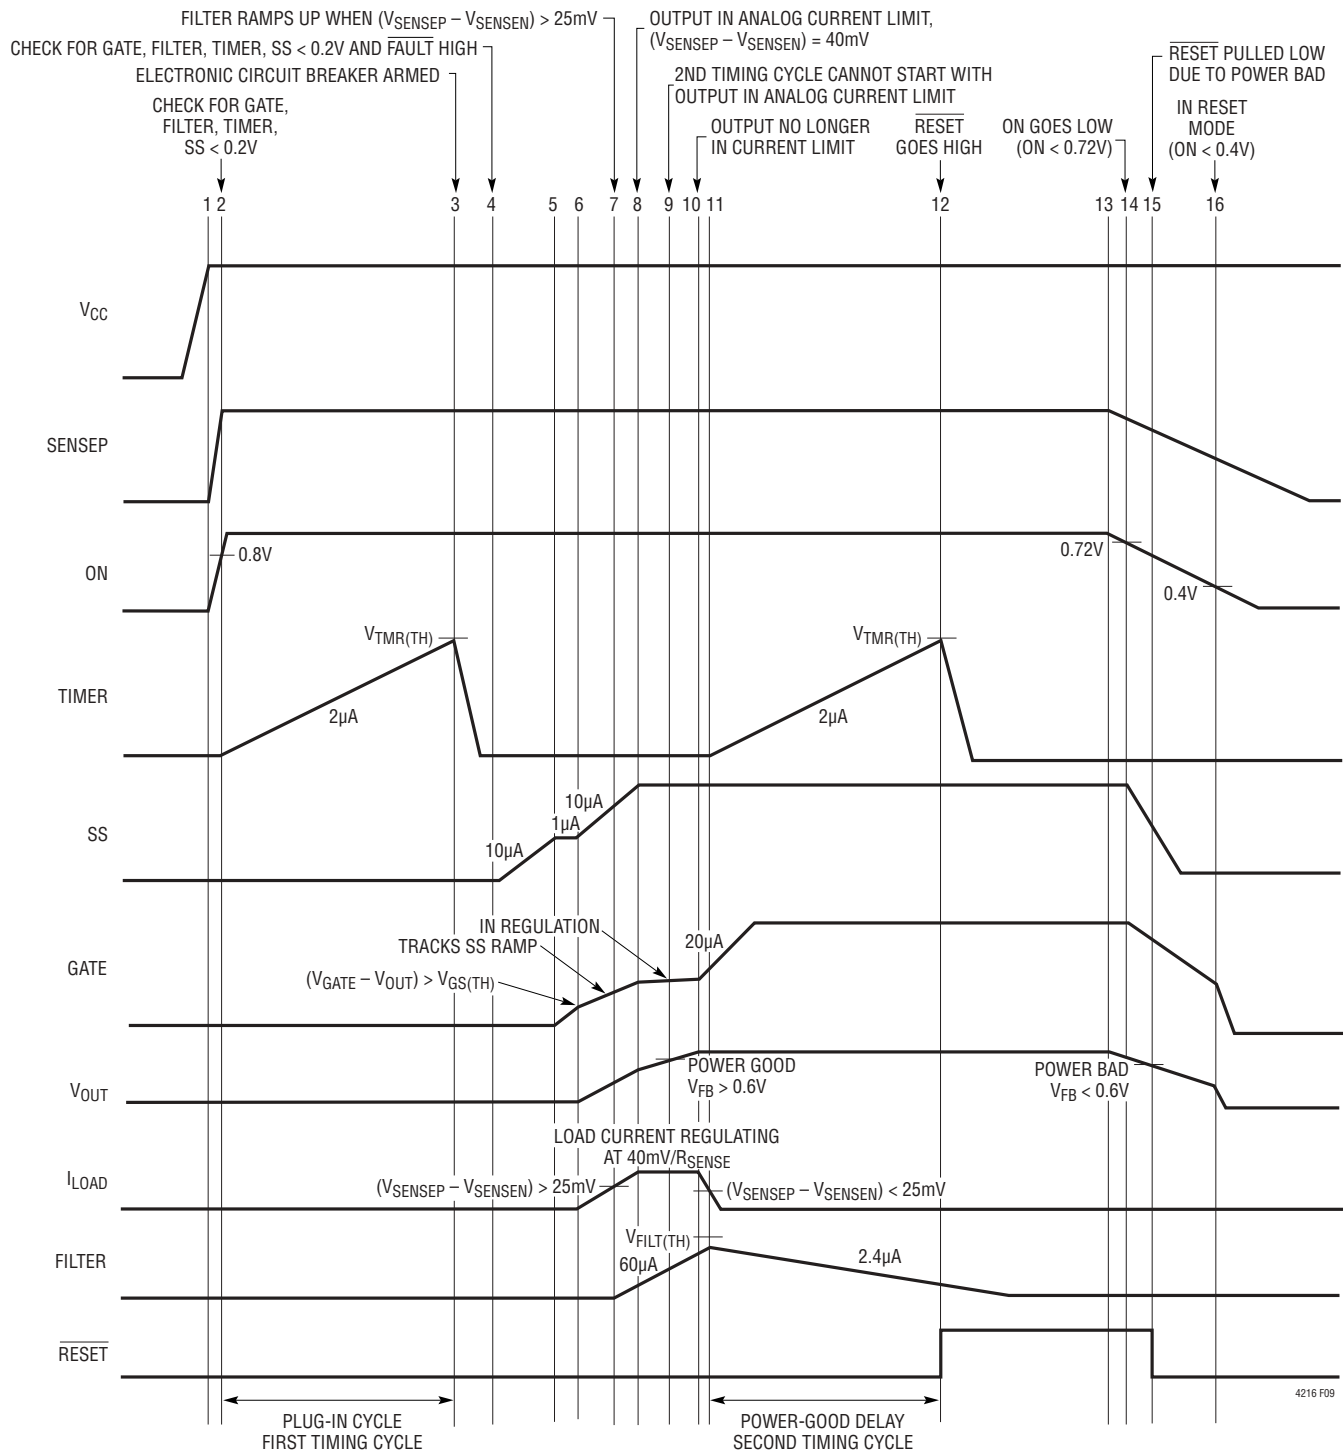 FILTER RAMPS UP WHEN (VSENSEP – VSENSEN) > 25mV
CHECK FOR GATE, FILTER, TIMER, SS < 0.2V AND FAULT HIGH
ELECTRONIC CIRCUIT BREAKER ARMED
CHECK FOR GATE,
FILTER, TIMER,
SS < 0.2V
OUTPUT IN ANALOG CURRENT LIMIT,
(VSENSEP – VSENSEN) = 40mV
2ND TIMING CYCLE CANNOT START WITH
OUTPUT IN ANALOG CURRENT LIMIT
OUTPUT NO LONGER
IN CURRENT LIMIT
RESET
GOES HIGH
ON GOES LOW
(ON < 0.72V)
RESET PULLED LOW
DUE TO POWER BAD
IN RESET
MODE
(ON < 0.4V)
1 2 3 4 5 6 7 8 9 10 11 12 13 14 15 16
VCC
SENSEP
ON
0.8V
0.72V
0.4V
TIMER
VTMR(TH)
2µA
VTMR(TH)
2µA
SS
10µA
1µA
10µA
GATE
IN REGULATION
TRACKS SS RAMP
(VGATE – VOUT) > VGS(TH)
20µA
VOUT
POWER GOOD
VFB > 0.6V
POWER BAD
VFB < 0.6V
LOAD CURRENT REGULATING
AT 40mV/RSENSE
ILOAD
(VSENSEP – VSENSEN) > 25mV
(VSENSEP – VSENSEN) < 25mV
FILTER
VFILT(TH)
60µA
2.4µA
RESET
4216 F09
PLUG-IN CYCLE
FIRST TIMING CYCLE
POWER-GOOD DELAY
SECOND TIMING CYCLE